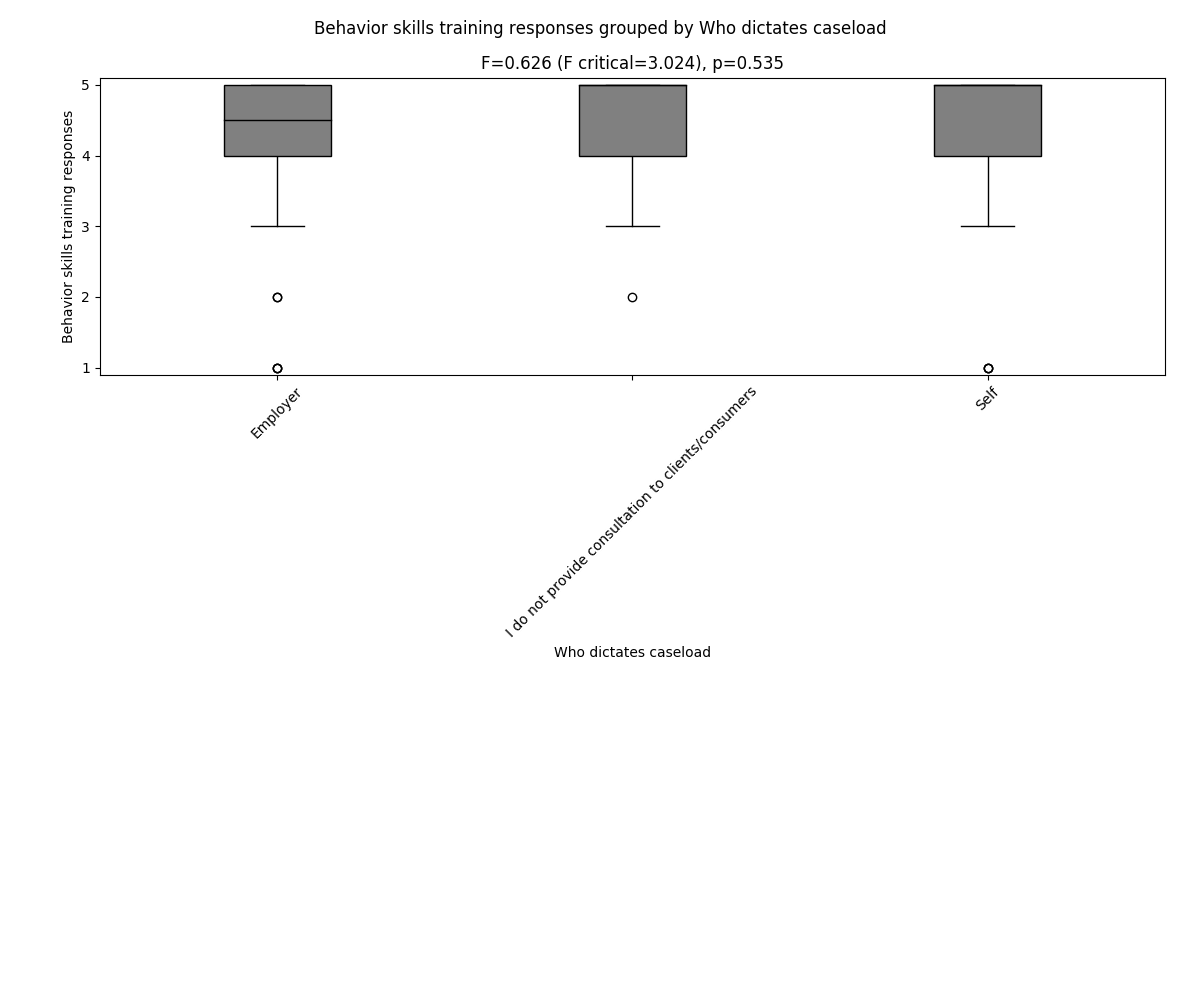 Behavior skills training responses grouped by Who dictates caseload
F=0.626 (F critical=3.024), p=0.535
Behavior skills training responses
5
4
3
2
1
Employer
I do not provide consultation to clients/consumers
Self
Who dictates caseload